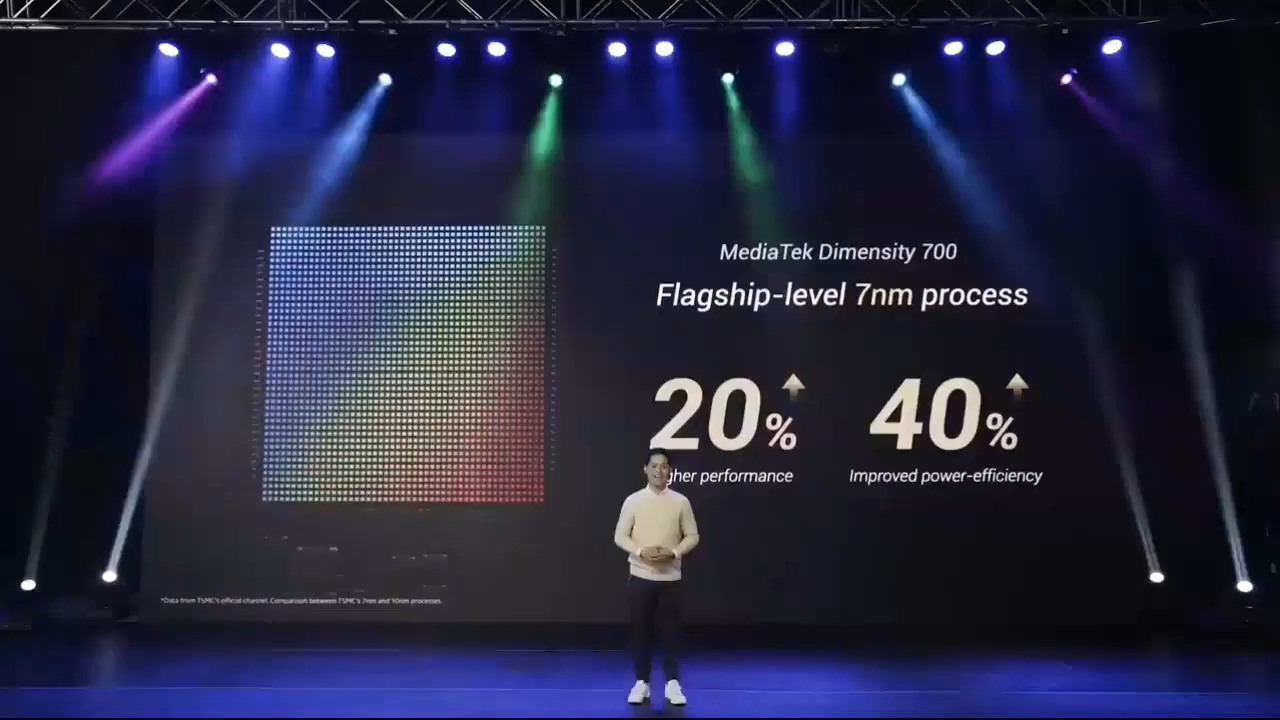 MediaTek Dimensity 700
Flagship-level 7nm process
20%
40%
gher performance
Improved power-efficiency
*Data from TSMC's official channel. Comparison between TSMC's 7nm and 10nm processes.